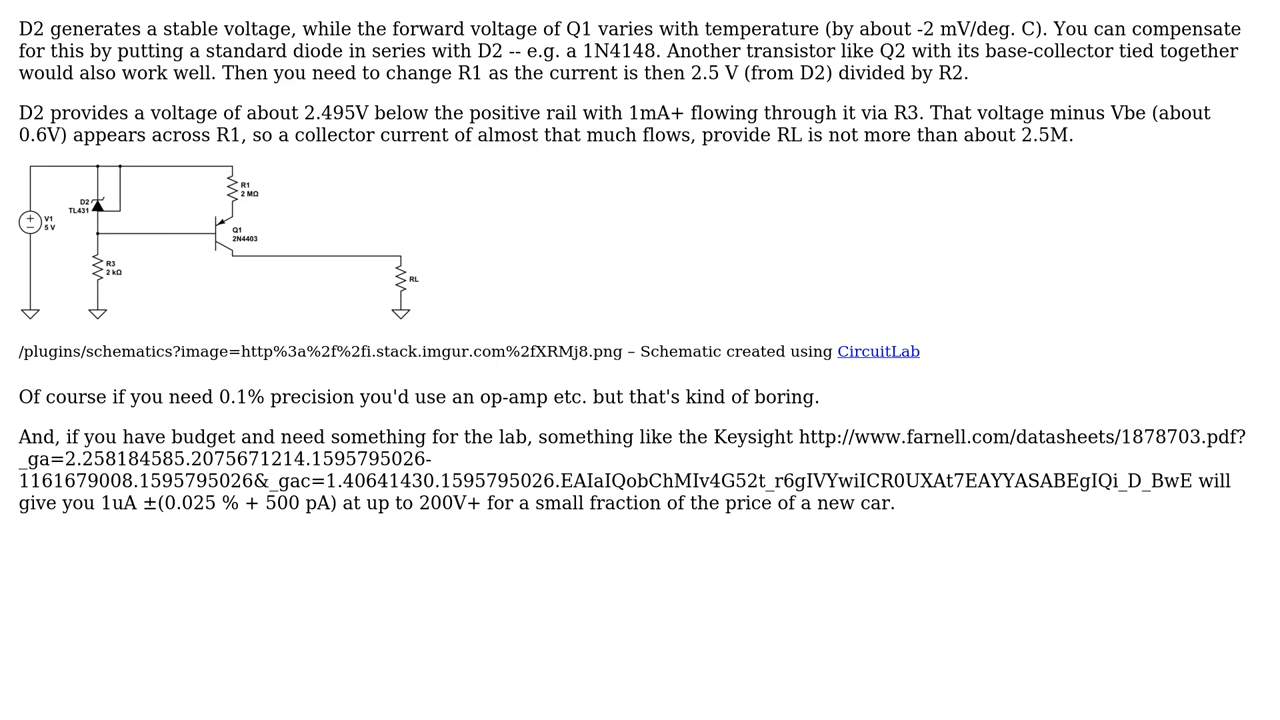 D2 generates a stable voltage, while the forward voltage of Q1 varies with temperature (by about -2 mV/deg. C). You can compensate
for this by putting a standard diode in series with D2 -- e.g. a 1N4148. Another transistor like Q2 with its base-collector tied together
would also work well. Then you need to change R1 as the current is then 2.5 V (from D2) divided by R2.
D2 provides a voltage of about 2.495V below the positive rail with 1mA+ flowing through it via R3. That voltage minus Vbe (about
0.6V) appears across R1, so a collector current of almost that much flows, provide RL is not more than about 2.5M.
R1
2 MΩ
D2
TL431
V1
5 V
Q1
2N4403
R3
2 kΩ
RL
/plugins/schematics?image=http%3a%2f%2fi.stack.imgur.com%2fXRMj8.png – Schematic created using CircuitLab
Of course if you need 0.1% precision you'd use an op-amp etc. but that's kind of boring.
And, if you have budget and need something for the lab, something like the Keysight http://www.farnell.com/datasheets/1878703.pdf?
_ga=2.258184585.2075671214.1595795026-
1161679008.1595795026&_gac=1.40641430.1595795026.EAIaIQobChMIv4G52t_r6gIVYwiICR0UXAt7EAYYASABEgIQi_D_BwE will
give you 1uA ±(0.025 % + 500 pA) at up to 200V+ for a small fraction of the price of a new car.